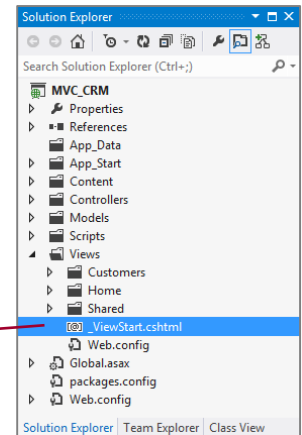 Solution Explorer
Search Solution Explorer (Ctrl+;)
MVC_CRM
Properties
References
App_Data
App_Start
Content
Controllers
Models
Scripts
Views
Customers
Home
Shared
[@] _ViewStart.cshtml
Web.config
Global.asax
packages.config
Web.config
Solution Explorer Team Explorer Class View